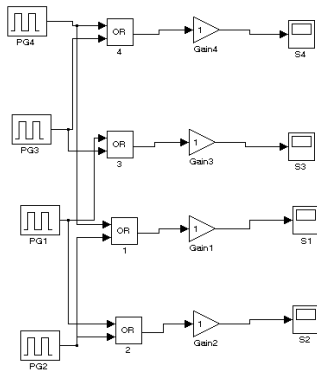 PG4
OR
4
1
Gain4
S4
PG3
OR
3
1
Gain3
S3
PG1
OR
1
1
Gain1
S1
PG2
OR
2
1
Gain2
S2